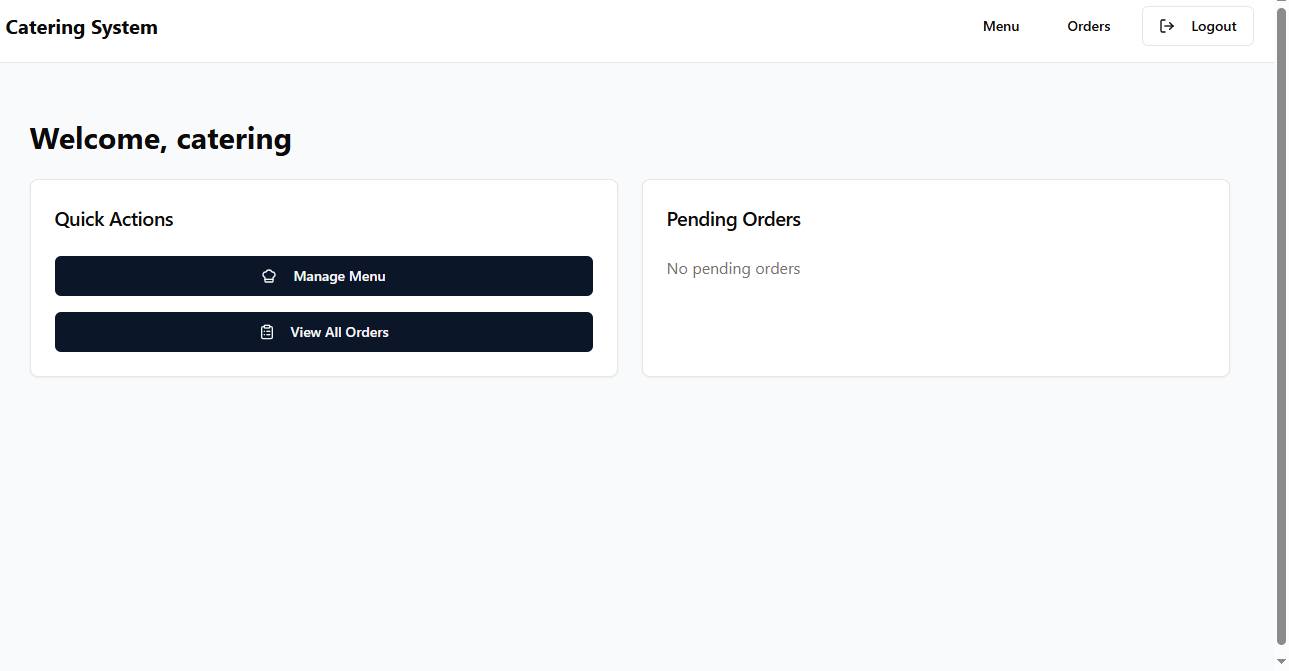 Catering System
Menu
Orders
Logout
Welcome, catering
Quick Actions
Manage Menu
View All Orders
Pending Orders
No pending orders